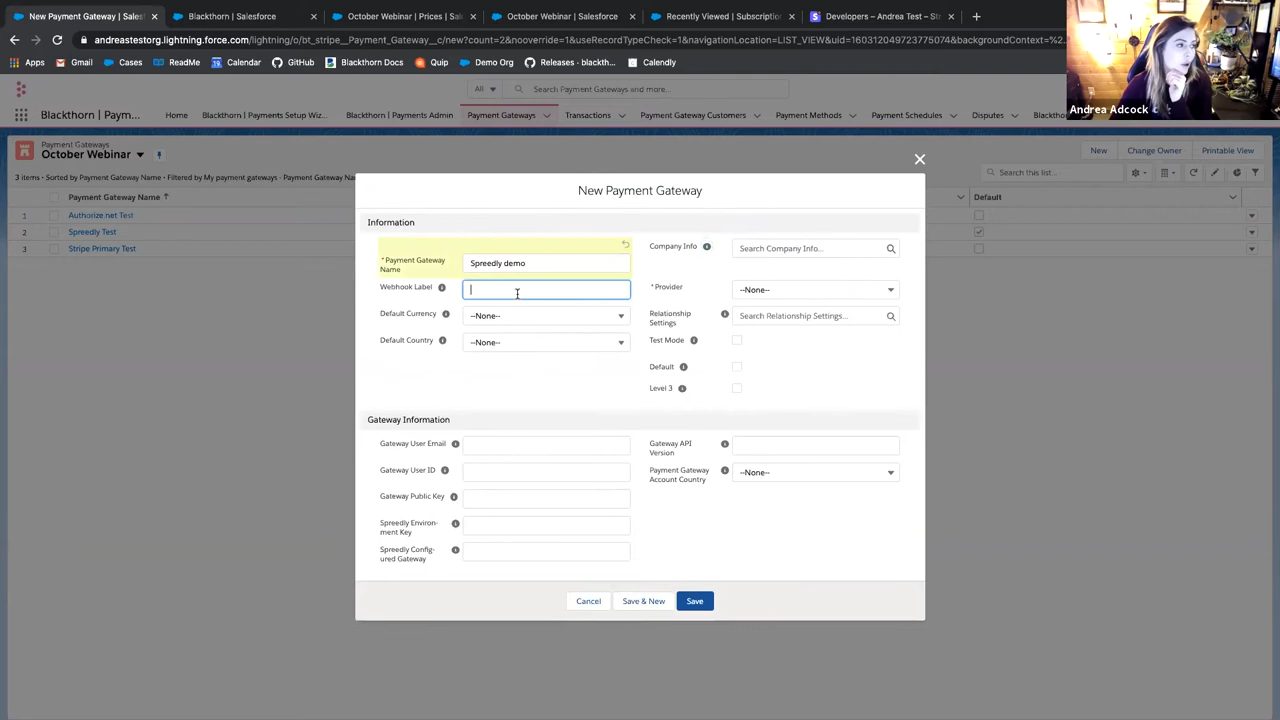 New Payment Gateway | Sales
Blackthorn | Salesforce
October Webinar | Prices | Sales
October Webinar | Salesforce
Recently Viewed | Subscription
Developers – Andrea Test – Str
andreastestorg.lightning.force.com/lightning/o/bt_stripe__Payment_Gateway__c/new?count=2&nooverride=1&useRecordTypeCheck=1&navigationLocation=LIST_VIEW&uid=160312049723775074&backgroundContext=%2...
Apps
Gmail
Cases
ReadMe
Calendar
GitHub
Blackthorn Docs
Quip
Demo Org
Releases · blackth...
Calendly
Andrea Adcock
All
Search Payment Gateways and more...
Blackthorn | Paym...
Home
Blackthorn | Payments Setup Wiz...
Blackthorn | Payments Admin
Payment Gateways
Transactions
Payment Gateway Customers
Payment Methods
Payment Schedules
Disputes
Blacktho
Payment Gateways
October Webinar
New
Change Owner
Printable View
3 items • Sorted by Payment Gateway Name • Filtered by My payment gateways - Payment Gateway Na
Search this list...
Payment Gateway Name
Default
1 Authorize.net Test
2 Spreedly Test
3 Stripe Primary Test
New Payment Gateway
Information
* Payment Gateway
Name
Spreedly demo
Company Info
Search Company Info...
Webhook Label
* Provider
--None--
Default Currency
--None--
Relationship
Settings
Search Relationship Settings...
Default Country
--None--
Test Mode
Default
Level 3
Gateway Information
Gateway User Email
Gateway API
Version
Gateway User ID
Payment Gateway
Account Country
--None--
Gateway Public Key
Spreedly Environ-
ment Key
Spreedly Config-
ured Gateway
Cancel
Save & New
Save